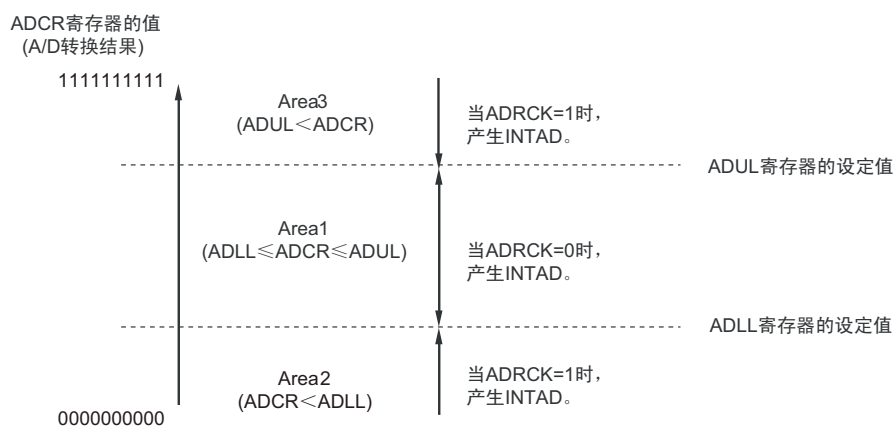 ADCR寄存器的值
(A/D转换结果)
1111111111
Area3
(ADUL＜ADCR)
当ADRCK=1时，
产生INTAD。
ADUL寄存器的设定值
Area1
(ADLL≤ADCR≤ADUL)
当ADRCK=0时，
产生INTAD。
ADLL寄存器的设定值
Area2
(ADCR＜ADLL)
当ADRCK=1时，
产生INTAD。
0000000000